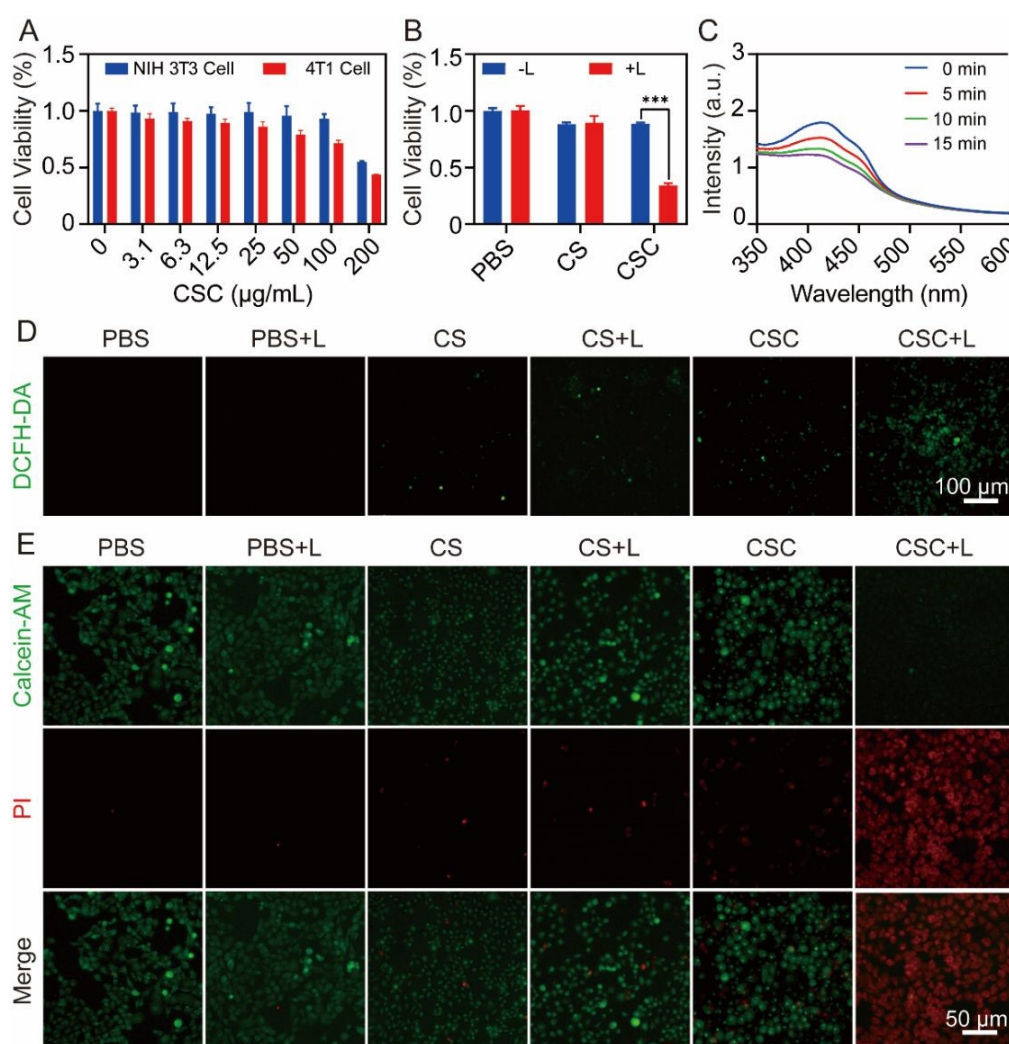 A
Cell Viability (%)
1.5
1.0
0.5
0
NIH 3T3 Cell
4T1 Cell
0
3.1
6.3
12.5
25
50
100
200
CSC (μg/mL)
B
Cell Viability (%)
1.5
1.0
0.5
0
-L
+L
***
PBS
CS
CSC
C
Intensity (a.u.)
3
2
1
0
0 min
5 min
10 min
15 min
350
400
450
500
550
600
Wavelength (nm)
D
PBS
PBS+L
CS
CS+L
CSC
CSC+L
DCFH-DA
100 μm
E
PBS
PBS+L
CS
CS+L
CSC
CSC+L
Calcein-AM
PI
Merge
50 μm